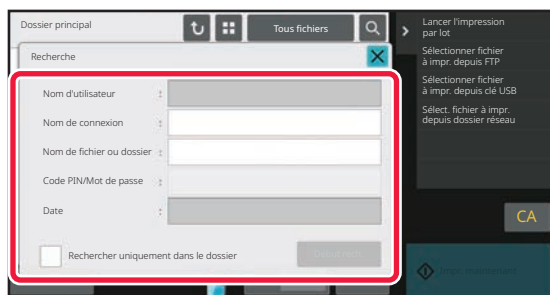 Dossier principal
Tous fichiers
Recherche
Nom d'utilisateur :
Nom de connexion :
Nom de fichier ou dossier :
Code PIN/Mot de passe :
Date :
Rechercher uniquement dans le dossier
Lancer l'impression
par lot
Sélectionner fichier
à impr. depuis FTP
Sélectionner fichier
à impr. depuis clé USB
Sélect. fichier à impr.
depuis dossier réseau
CA